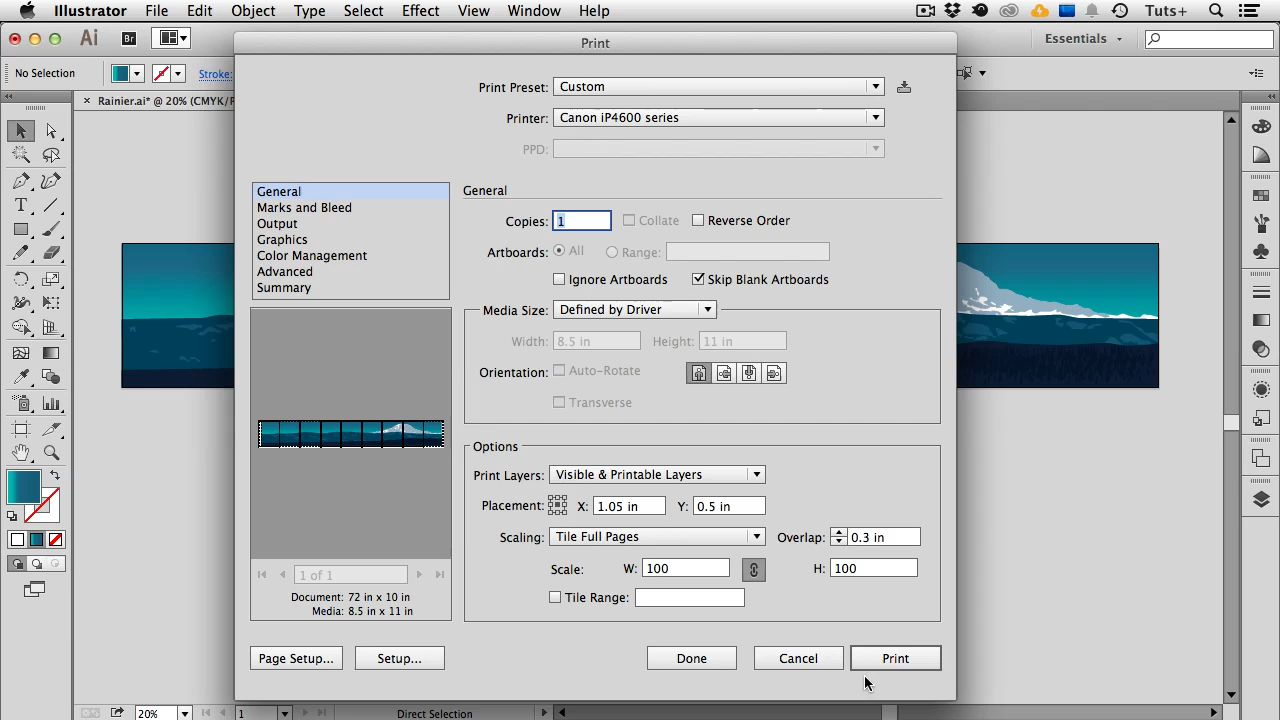 Illustrator File Edit Object Type Select Effect View Window Help Tuts+
Ai Br Essentials
Print
No Selection Stroke:
Rainier.ai* @ 20% (CMYK/P
Print Preset: Custom
Printer: Canon iP4600 series
PPD:
General
Marks and Bleed
Output
Graphics
Color Management
Advanced
Summary
General
Copies: 1 Collate Reverse Order
Artboards: All Range:
Ignore Artboards Skip Blank Artboards
Media Size: Defined by Driver
Width: 8.5 in Height: 11 in
Orientation: Auto-Rotate
Transverse
Options
Print Layers: Visible & Printable Layers
Placement: X: 1.05 in Y: 0.5 in
Scaling: Tile Full Pages Overlap: 0.3 in
Scale: W: 100 H: 100
Tile Range:
1 of 1
Document: 72 in x 10 in
Media: 8.5 in x 11 in
Page Setup... Setup... Done Cancel Print
20% 1 Direct Selection